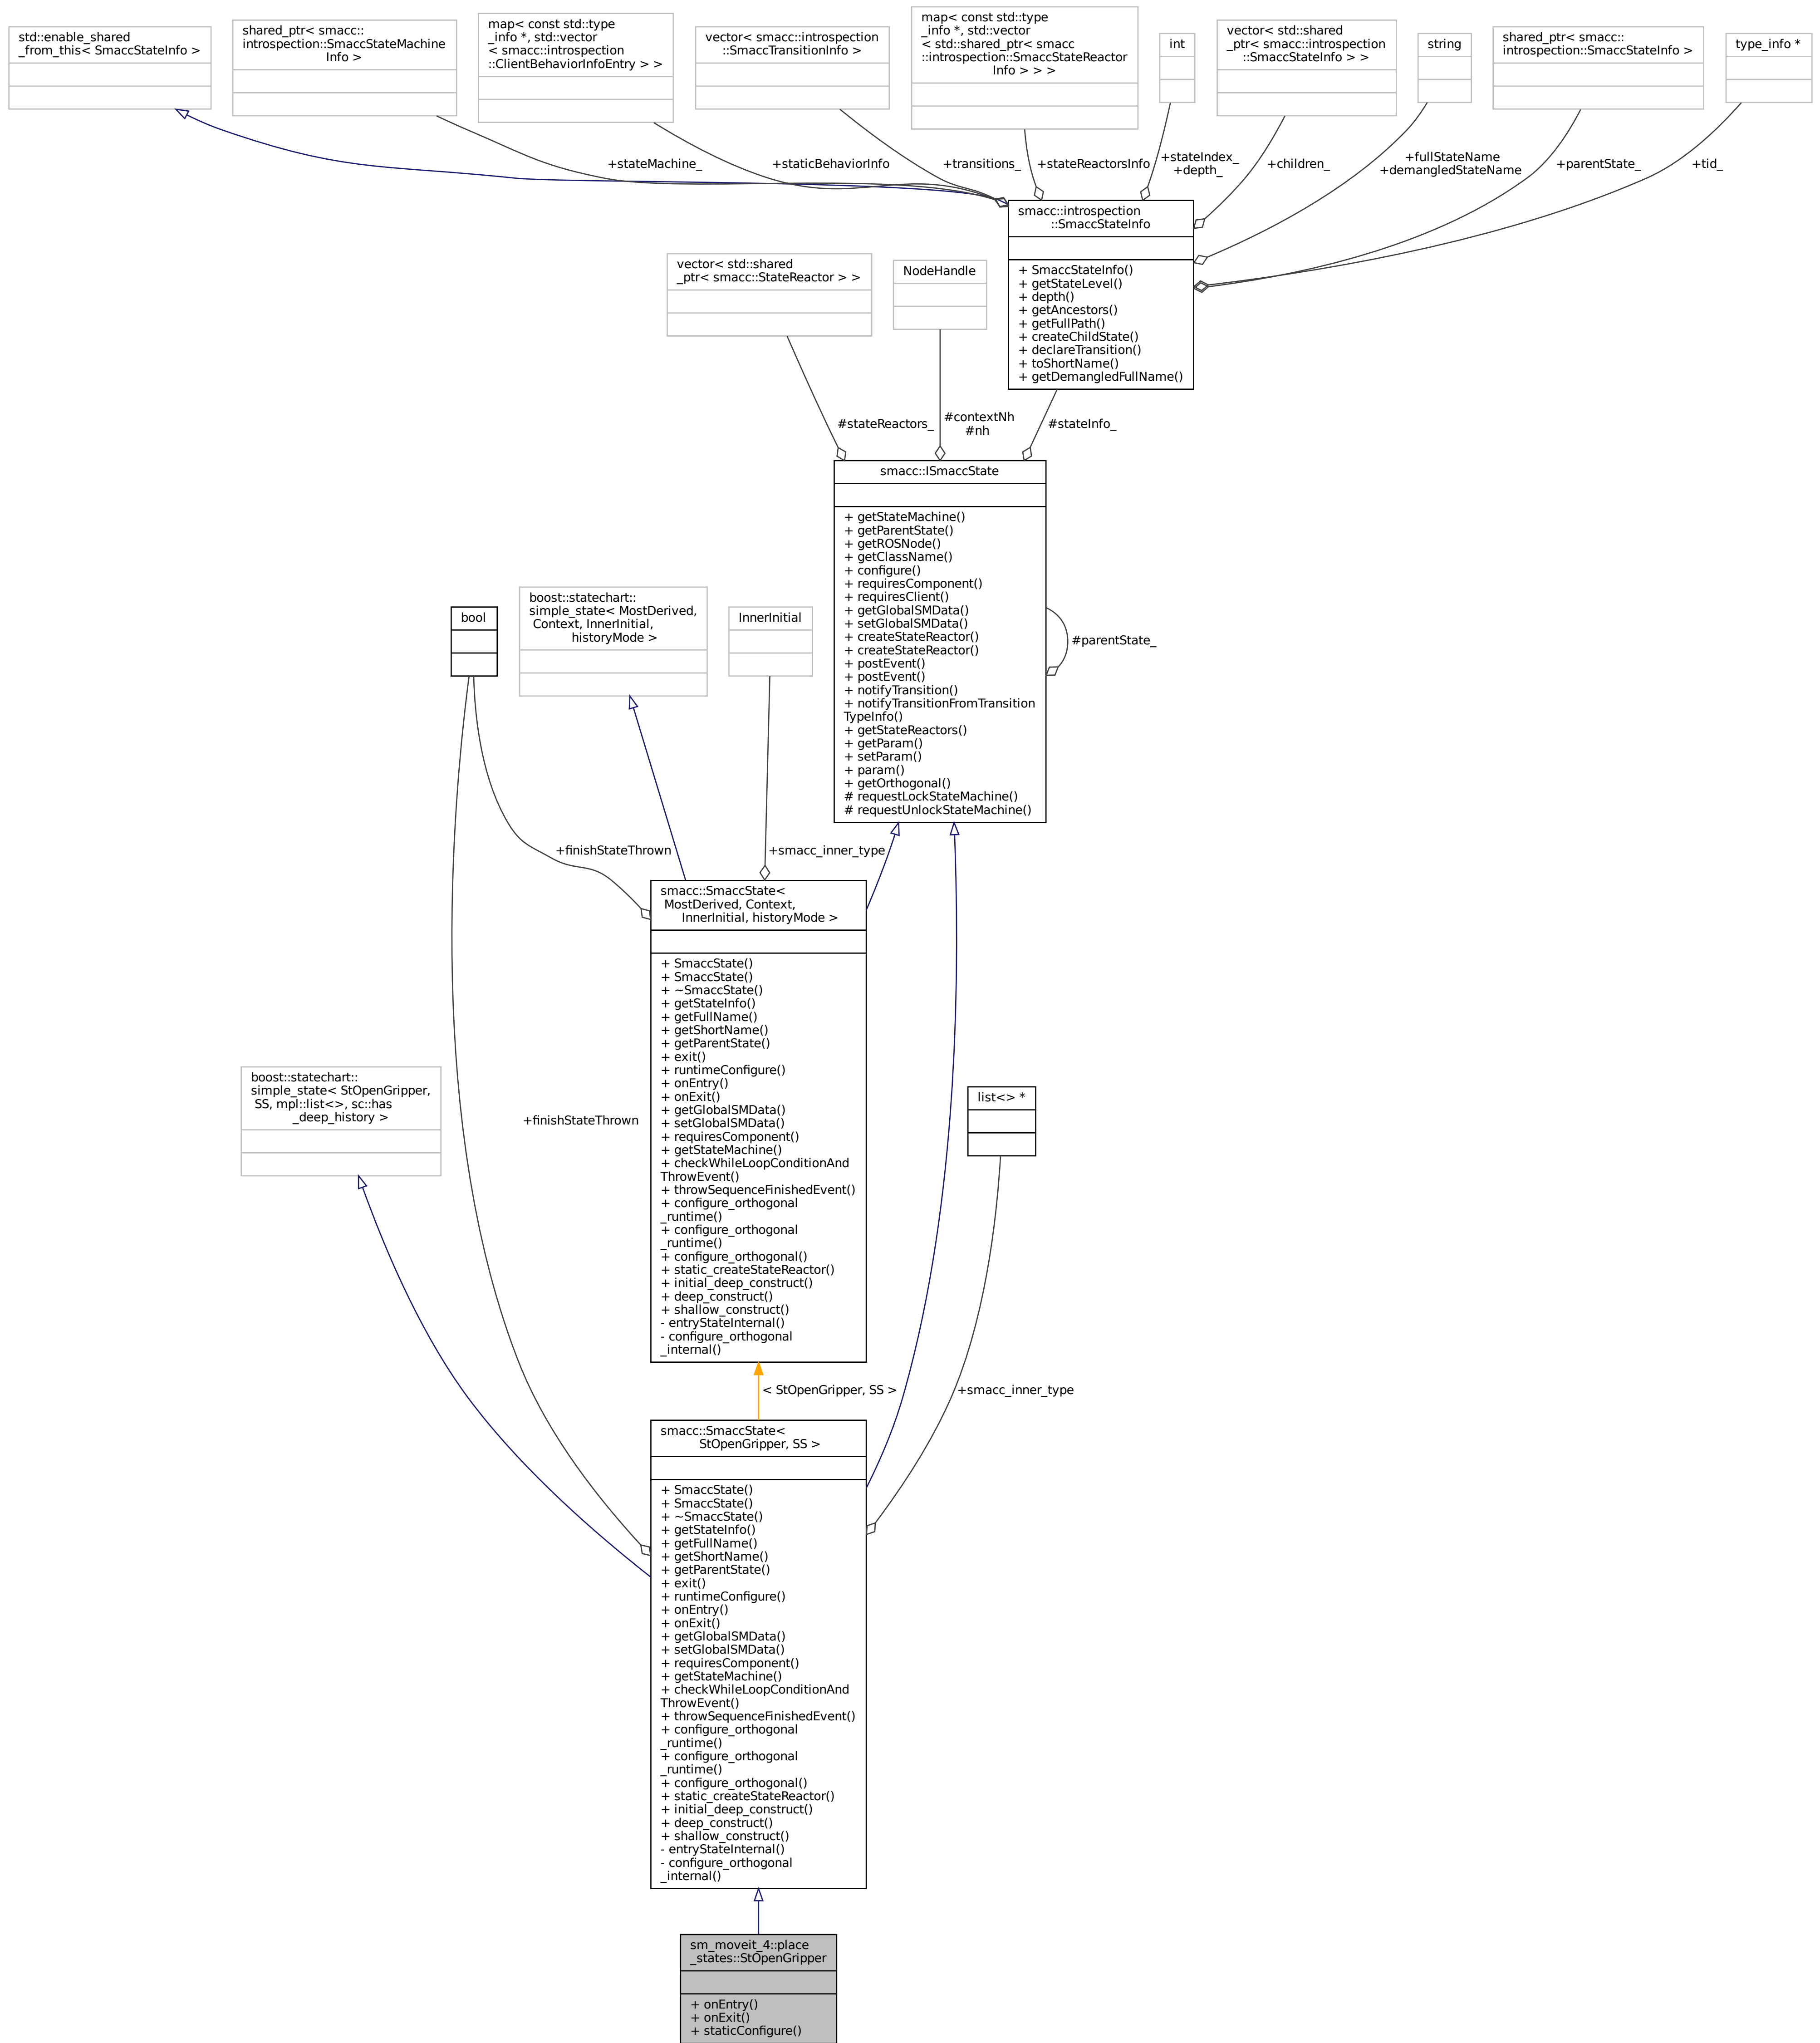 std::enable_shared
_from_this< SmaccStateInfo >
shared_ptr< smacc::
introspection::SmaccStateMachine
Info >
map< const std::type
_info *, std::vector
< smacc::introspection
::ClientBehaviorInfoEntry > >
vector< smacc::introspection
::SmaccTransitionInfo >
map< const std::type
_info *, std::vector
< std::shared_ptr< smacc
::introspection::SmaccStateReactor
Info > > >
int
vector< std::shared
_ptr< smacc::introspection
::SmaccStateInfo > >
string
shared_ptr< smacc::
introspection::SmaccStateInfo >
type_info *
+stateMachine_
+staticBehaviorInfo
+transitions_
+stateReactorsInfo
+stateIndex_
+depth_
+children_
+fullStateName
+demangledStateName
+parentState_
+tid_
smacc::introspection
::SmaccStateInfo
+ SmaccStateInfo()
+ getStateLevel()
+ depth()
+ getAncestors()
+ getFullPath()
+ createChildState()
+ declareTransition()
+ toShortName()
+ getDemangledFullName()
vector< std::shared
_ptr< smacc::StateReactor > >
NodeHandle
#stateReactors_
#contextNh
#nh
#stateInfo_
smacc::ISmaccState
+ getStateMachine()
+ getParentState()
+ getROSNode()
+ getClassName()
+ configure()
+ requiresComponent()
+ requiresClient()
+ getGlobalSMData()
+ setGlobalSMData()
+ createStateReactor()
+ createStateReactor()
+ postEvent()
+ postEvent()
+ notifyTransition()
+ notifyTransitionFromTransition
TypeInfo()
+ getStateReactors()
+ getParam()
+ setParam()
+ param()
+ getOrthogonal()
# requestLockStateMachine()
# requestUnlockStateMachine()
#parentState_
bool
boost::statechart::
simple_state< MostDerived,
Context, InnerInitial,
historyMode >
InnerInitial
+finishStateThrown
+smacc_inner_type
smacc::SmaccState<
MostDerived, Context,
InnerInitial, historyMode >
+ SmaccState()
+ SmaccState()
+ ~SmaccState()
+ getStateInfo()
+ getFullName()
+ getShortName()
+ getParentState()
+ exit()
+ runtimeConfigure()
+ onEntry()
+ onExit()
+ getGlobalSMData()
+ setGlobalSMData()
+ requiresComponent()
+ getStateMachine()
+ checkWhileLoopConditionAnd
ThrowEvent()
+ throwSequenceFinishedEvent()
+ configure_orthogonal
_runtime()
+ configure_orthogonal
_runtime()
+ configure_orthogonal()
+ static_createStateReactor()
+ initial_deep_construct()
+ deep_construct()
+ shallow_construct()
- entryStateInternal()
- configure_orthogonal
_internal()
boost::statechart::
simple_state< StOpenGripper,
SS, mpl::list<>, sc::has
_deep_history >
+finishStateThrown
list<> *
< StOpenGripper, SS >
+smacc_inner_type
smacc::SmaccState<
StOpenGripper, SS >
+ SmaccState()
+ SmaccState()
+ ~SmaccState()
+ getStateInfo()
+ getFullName()
+ getShortName()
+ getParentState()
+ exit()
+ runtimeConfigure()
+ onEntry()
+ onExit()
+ getGlobalSMData()
+ setGlobalSMData()
+ requiresComponent()
+ getStateMachine()
+ checkWhileLoopConditionAnd
ThrowEvent()
+ throwSequenceFinishedEvent()
+ configure_orthogonal
_runtime()
+ configure_orthogonal
_runtime()
+ configure_orthogonal()
+ static_createStateReactor()
+ initial_deep_construct()
+ deep_construct()
+ shallow_construct()
- entryStateInternal()
- configure_orthogonal
_internal()
sm_moveit_4::place
_states::StOpenGripper
+ onEntry()
+ onExit()
+ staticConfigure()